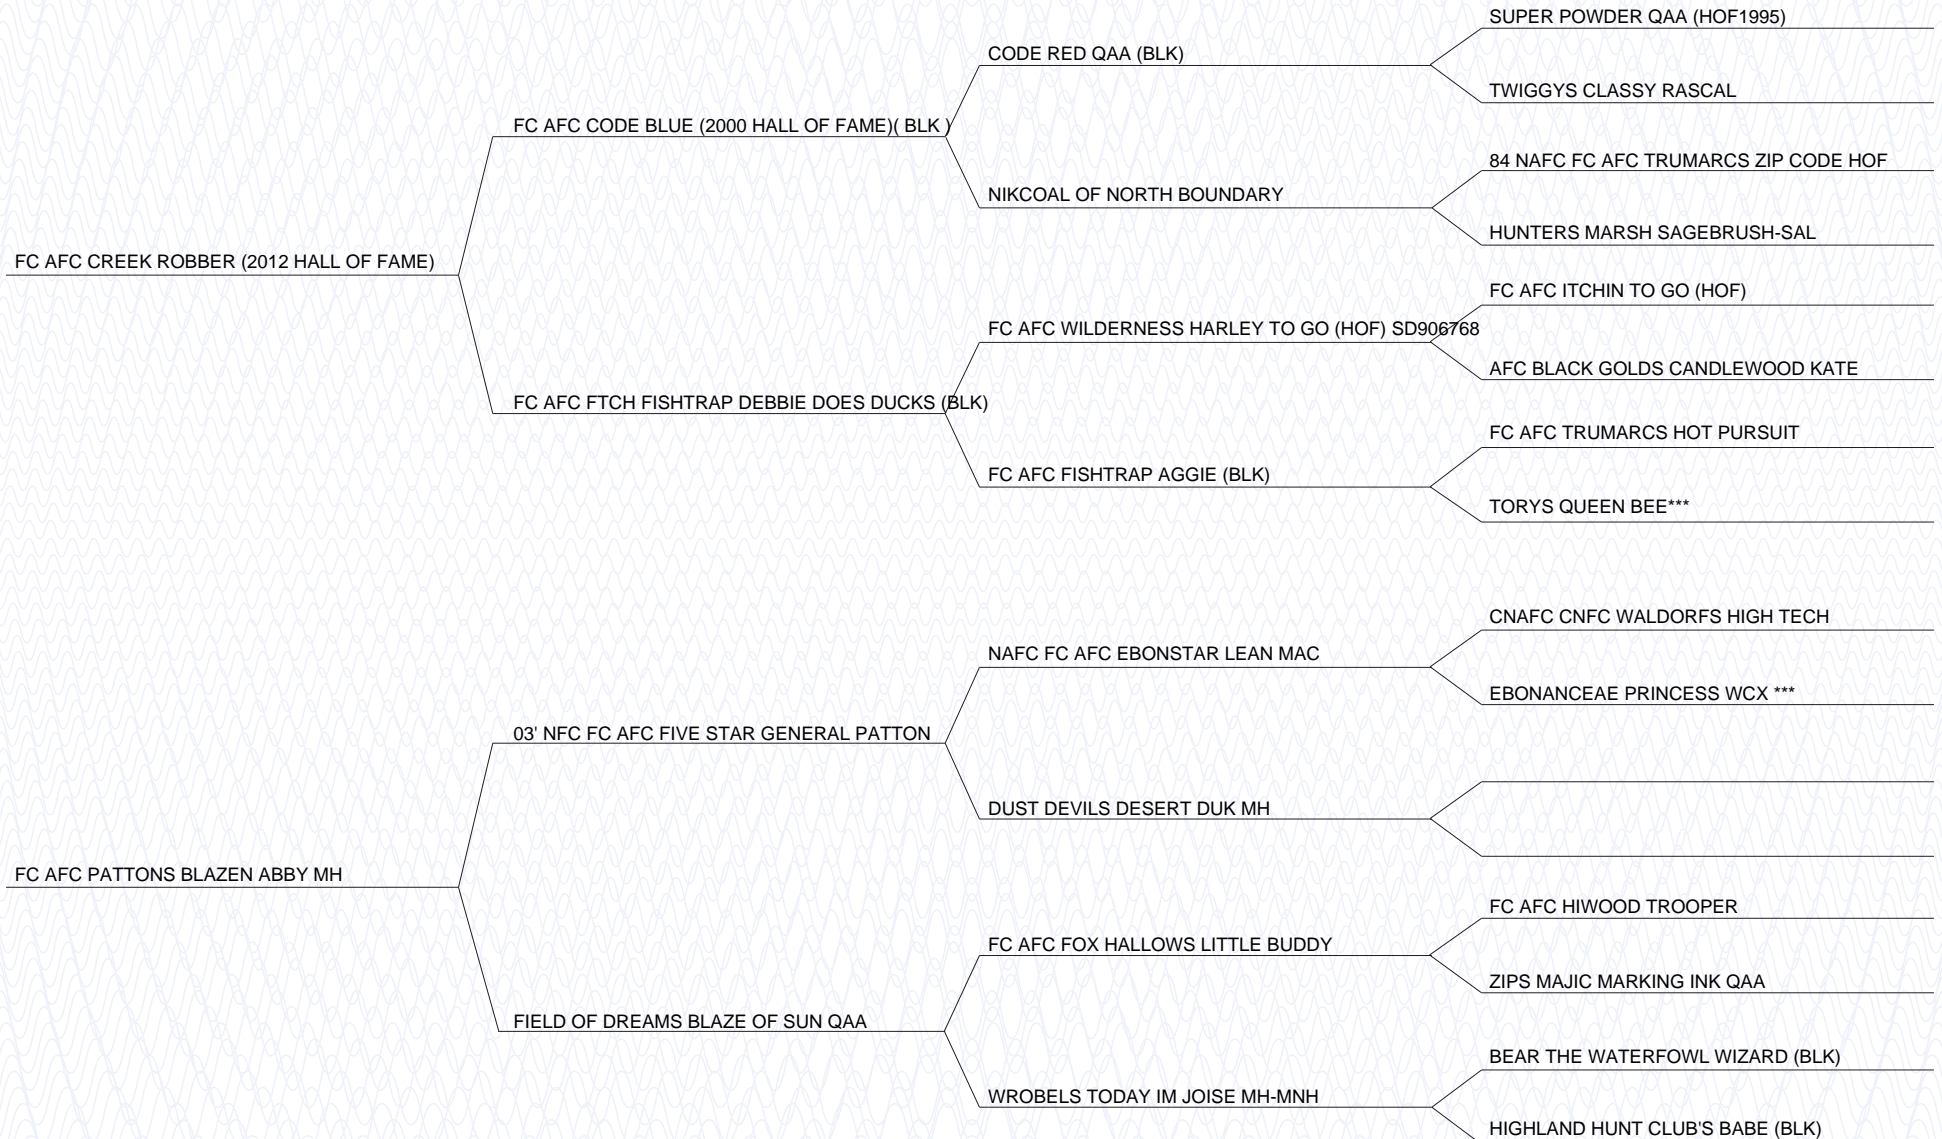 SUPER POWDER QAA (HOF1995)
CODE RED QAA (BLK)
TWIGGYS CLASSY RASCAL
FC AFC CODE BLUE (2000 HALL OF FAME)( BLK )
84 NAFC FC AFC TRUMARCS ZIP CODE HOF
NIKCOAL OF NORTH BOUNDARY
HUNTERS MARSH SAGEBRUSH-SAL
FC AFC CREEK ROBBER (2012 HALL OF FAME)
FC AFC ITCHIN TO GO (HOF)
FC AFC WILDERNESS HARLEY TO GO (HOF) SD906768
AFC BLACK GOLDS CANDLEWOOD KATE
FC AFC FTCH FISHTRAP DEBBIE DOES DUCKS (BLK)
FC AFC TRUMARCS HOT PURSUIT
FC AFC FISHTRAP AGGIE (BLK)
TORYS QUEEN BEE***
CNAFC CNFC WALDORFS HIGH TECH
NAFC FC AFC EBONSTAR LEAN MAC
EBONANCEAE PRINCESS WCX ***
03' NFC FC AFC FIVE STAR GENERAL PATTON
DUST DEVILS DESERT DUK MH
FC AFC PATTONS BLAZEN ABBY MH
FC AFC HIWOOD TROOPER
FC AFC FOX HALLOWS LITTLE BUDDY
ZIPS MAJIC MARKING INK QAA
FIELD OF DREAMS BLAZE OF SUN QAA
BEAR THE WATERFOWL WIZARD (BLK)
WROBELS TODAY IM JOISE MH-MNH
HIGHLAND HUNT CLUB'S BABE (BLK)